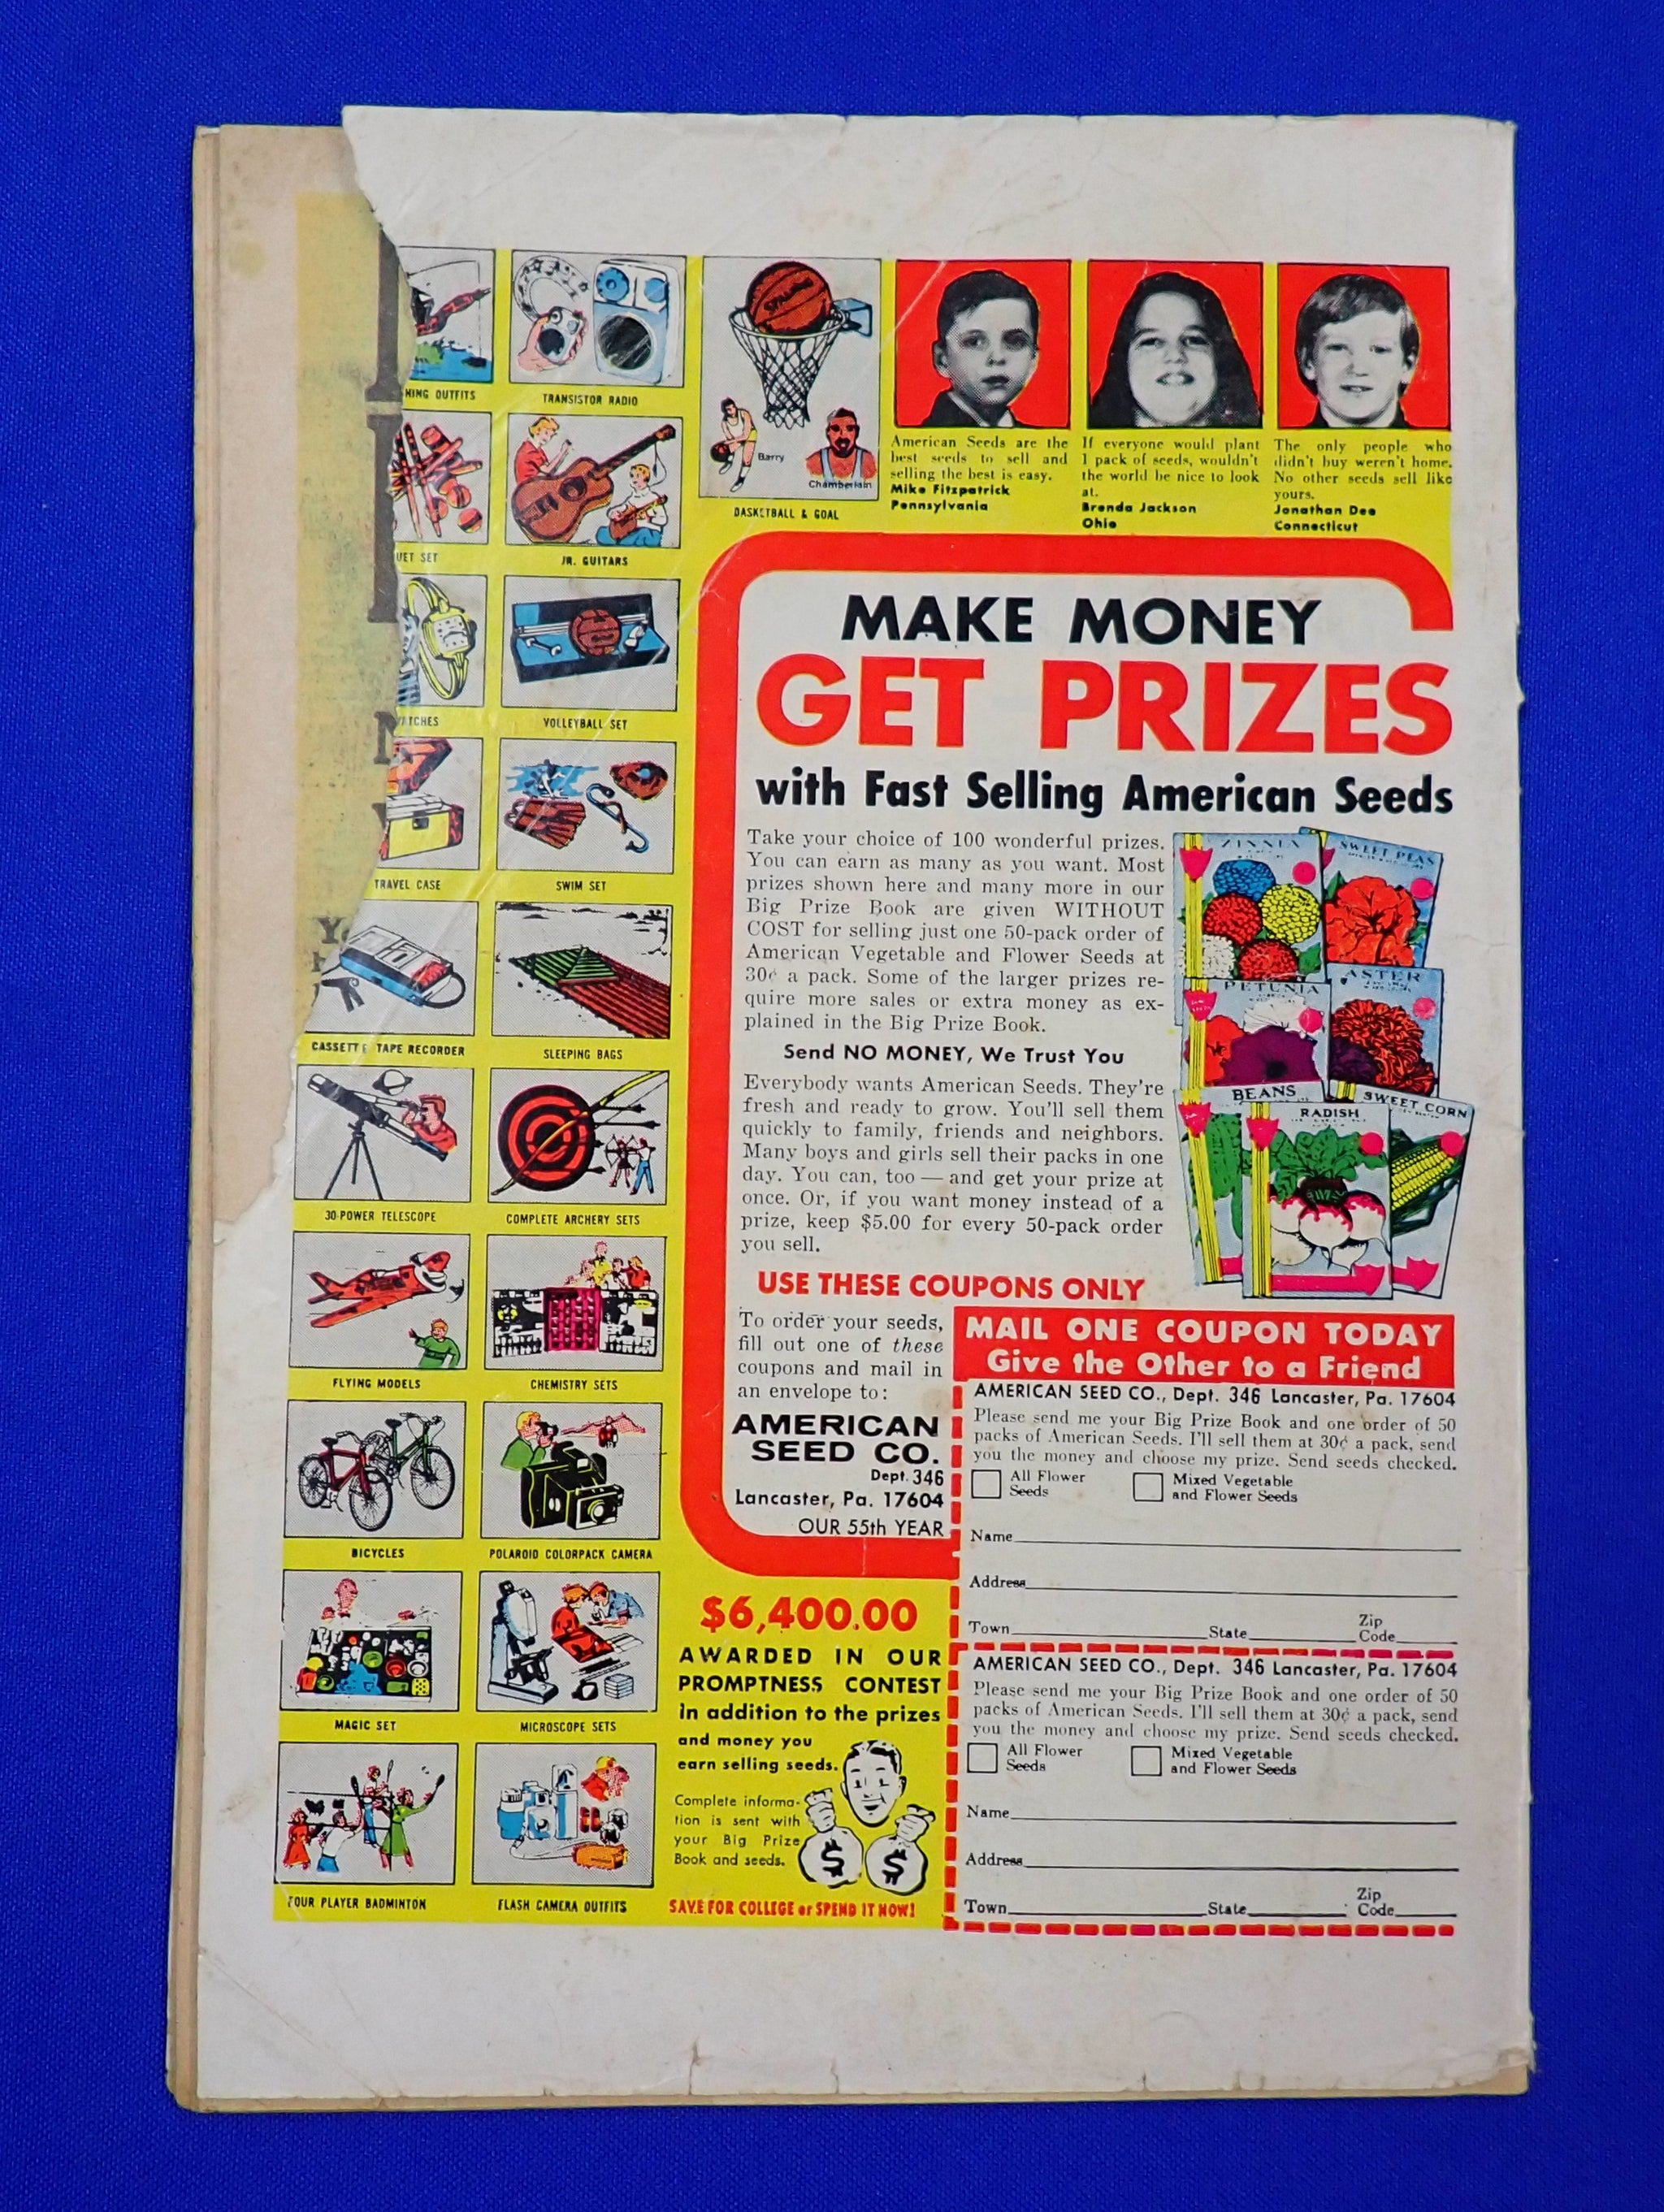 HING OUTFITS
TRANSISTOR RADIO
UET SET
JR. GUITARS
TCHES
VOLLEYBALL SET
TRAVEL CASE
SWIM SET
CASSETTE TAPE RECORDER
SLEEPING BAGS
30-POWER TELESCOPE
COMPLETE ARCHERY SETS
FLYING MODELS
CHEMISTRY SETS
BICYCLES
POLAROID COLORPACK CAMERA
MAGIC SET
MICROSCOPE SETS
FOUR PLAYER BADMINTON
FLASH CAMERA OUTFITS
SPALDING
Barry
Chamberlain
BASKETBALL & GOAL
American Seeds are the
best seeds to sell and
selling the best is easy.
Mike Fitzpatrick
Pennsylvania
If everyone would plant
1 pack of seeds, wouldn't
the world be nice to look
at.
Brenda Jackson
Ohio
The only people who
didn't buy weren't home.
No other seeds sell like
yours.
Jonathan Dee
Connecticut
MAKE MONEY
GET PRIZES
with Fast Selling American Seeds
Take your choice of 100 wonderful prizes.
You can earn as many as you want. Most
prizes shown here and many more in our
Big Prize Book are given WITHOUT
COST for selling just one 50-pack order of
American Vegetable and Flower Seeds at
30¢ a pack. Some of the larger prizes re-
quire more sales or extra money as ex-
plained in the Big Prize Book.
Send NO MONEY, We Trust You
Everybody wants American Seeds. They're
fresh and ready to grow. You'll sell them
quickly to family, friends and neighbors.
Many boys and girls sell their packs in one
day. You can, too — and get your prize at
once. Or, if you want money instead of a
prize, keep $5.00 for every 50-pack order
you sell.
ZINNIA
SWEET PEAS
PETUNIA
ASTER
BEANS
RADISH
SWEET CORN
USE THESE COUPONS ONLY
To order your seeds,
fill out one of these
coupons and mail in
an envelope to:
AMERICAN
SEED CO.
Dept. 346
Lancaster, Pa. 17604
OUR 55th YEAR
MAIL ONE COUPON TODAY
Give the Other to a Friend
AMERICAN SEED CO., Dept. 346 Lancaster, Pa. 17604
Please send me your Big Prize Book and one order of 50
packs of American Seeds. I'll sell them at 30¢ a pack, send
you the money and choose my prize. Send seeds checked.
All Flower
Seeds
Mixed Vegetable
and Flower Seeds
Name
Address
Town State Zip
Code
AMERICAN SEED CO., Dept. 346 Lancaster, Pa. 17604
Please send me your Big Prize Book and one order of 50
packs of American Seeds. I'll sell them at 30¢ a pack, send
you the money and choose my prize. Send seeds checked.
All Flower
Seeds
Mixed Vegetable
and Flower Seeds
Name
Address
Town State Zip
Code
$6,400.00
AWARDED IN OUR
PROMPTNESS CONTEST
in addition to the prizes
and money you
earn selling seeds.
Complete informa-
tion is sent with
your Big Prize
Book and seeds.
$ $
SAVE FOR COLLEGE or SPEND IT NOW!